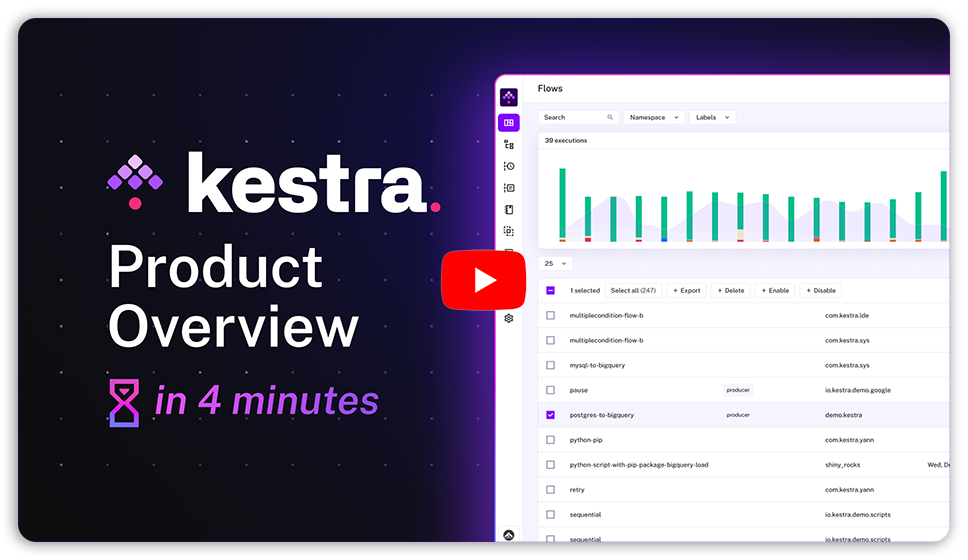 kestra.
Product
Overview
in 4 minutes
Flows
Search Namespace Labels
39 executions
25
1 selected Select all (247) + Export + Delete + Enable + Disable
multiplecondition-flow-b com.kestra.lde
multiplecondition-flow-b com.kestra.sys
mysql-to-bigquery com.kestra.sys
pause producer io.kestra.demo.google
postgres-to-bigquery producer demo.kestra
python-pip com.kestra.yann
python-script-with-pip-package-bigquery-load shiny_rocks Wed, De
retry com.kestra.yann
sequential io.kestra.demo.scripts
sequential io.kestra.demo.scripts